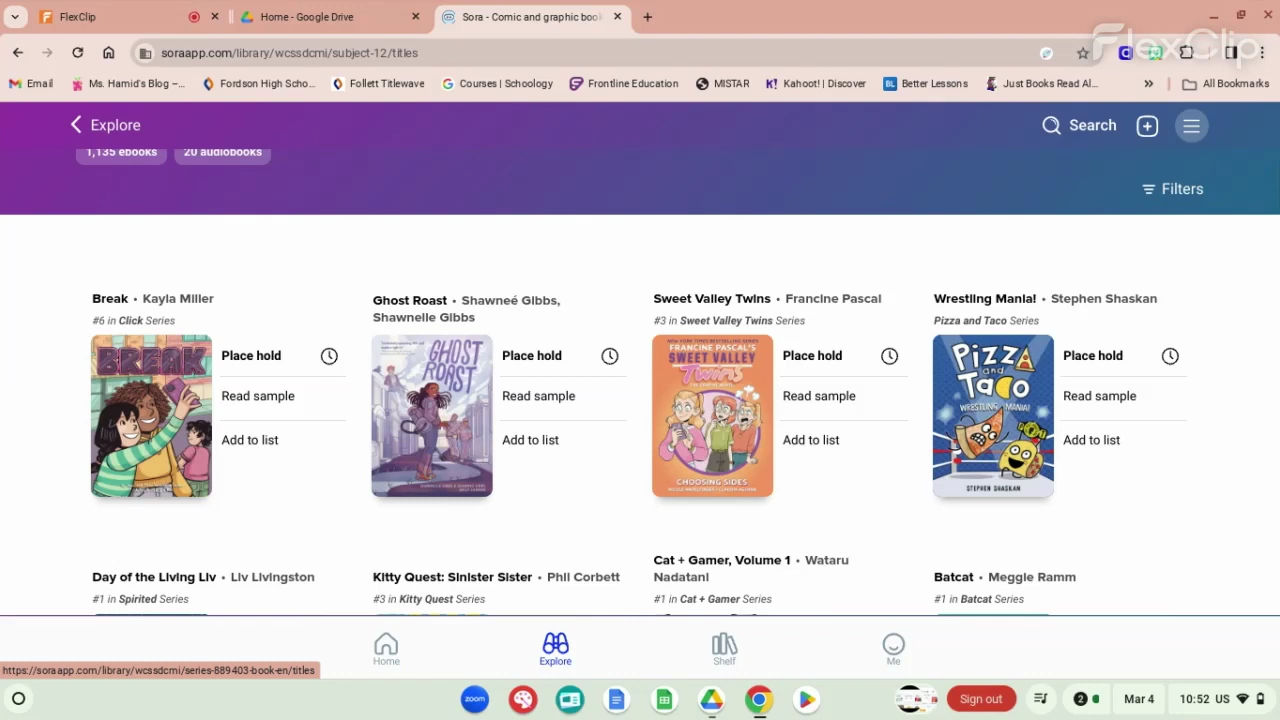 FlexClip
Home - Google Drive
Sora - Comic and graphic book
soraapp.com/library/wcssdcmi/subject-12/titles
FlexClip
Email
Ms. Hamid's Blog –...
Fordson High Scho...
Follett Titlewave
Courses | Schoology
Frontline Education
MISTAR
Kahoot! | Discover
BL
Better Lessons
Just Books Read Al...
»
All Bookmarks
Explore
Search
1,135 ebooks
20 audiobooks
Filters
Break • Kayla Miller
#6 in Click Series
BREAK
Place hold
Read sample
Add to list
Ghost Roast • Shawneé Gibbs,
Shawnelle Gibbs
GHOST
ROAST
Place hold
Read sample
Add to list
Sweet Valley Twins • Francine Pascal
#3 in Sweet Valley Twins Series
FRANCINE PASCAL'S
SWEET VALLEY
Twins
CHOOSING SIDES
Place hold
Read sample
Add to list
Wrestling Mania! • Stephen Shaskan
Pizza and Taco Series
PIZZA
and
TACO
WRESTLING MANIA!
STEPHEN SHASKAN
Place hold
Read sample
Add to list
Day of the Living Liv • Liv Livingston
#1 in Spirited Series
Kitty Quest: Sinister Sister • Phil Corbett
#3 in Kitty Quest Series
Cat + Gamer, Volume 1 • Wataru
Nadatani
#1 in Cat + Gamer Series
Batcat • Meggie Ramm
#1 in Batcat Series
Home
Explore
Shelf
Me
https://soraapp.com/library/wcssdcmi/series-889403-book-en/titles
zoom
Sign out
2
Mar 4
10:52 US